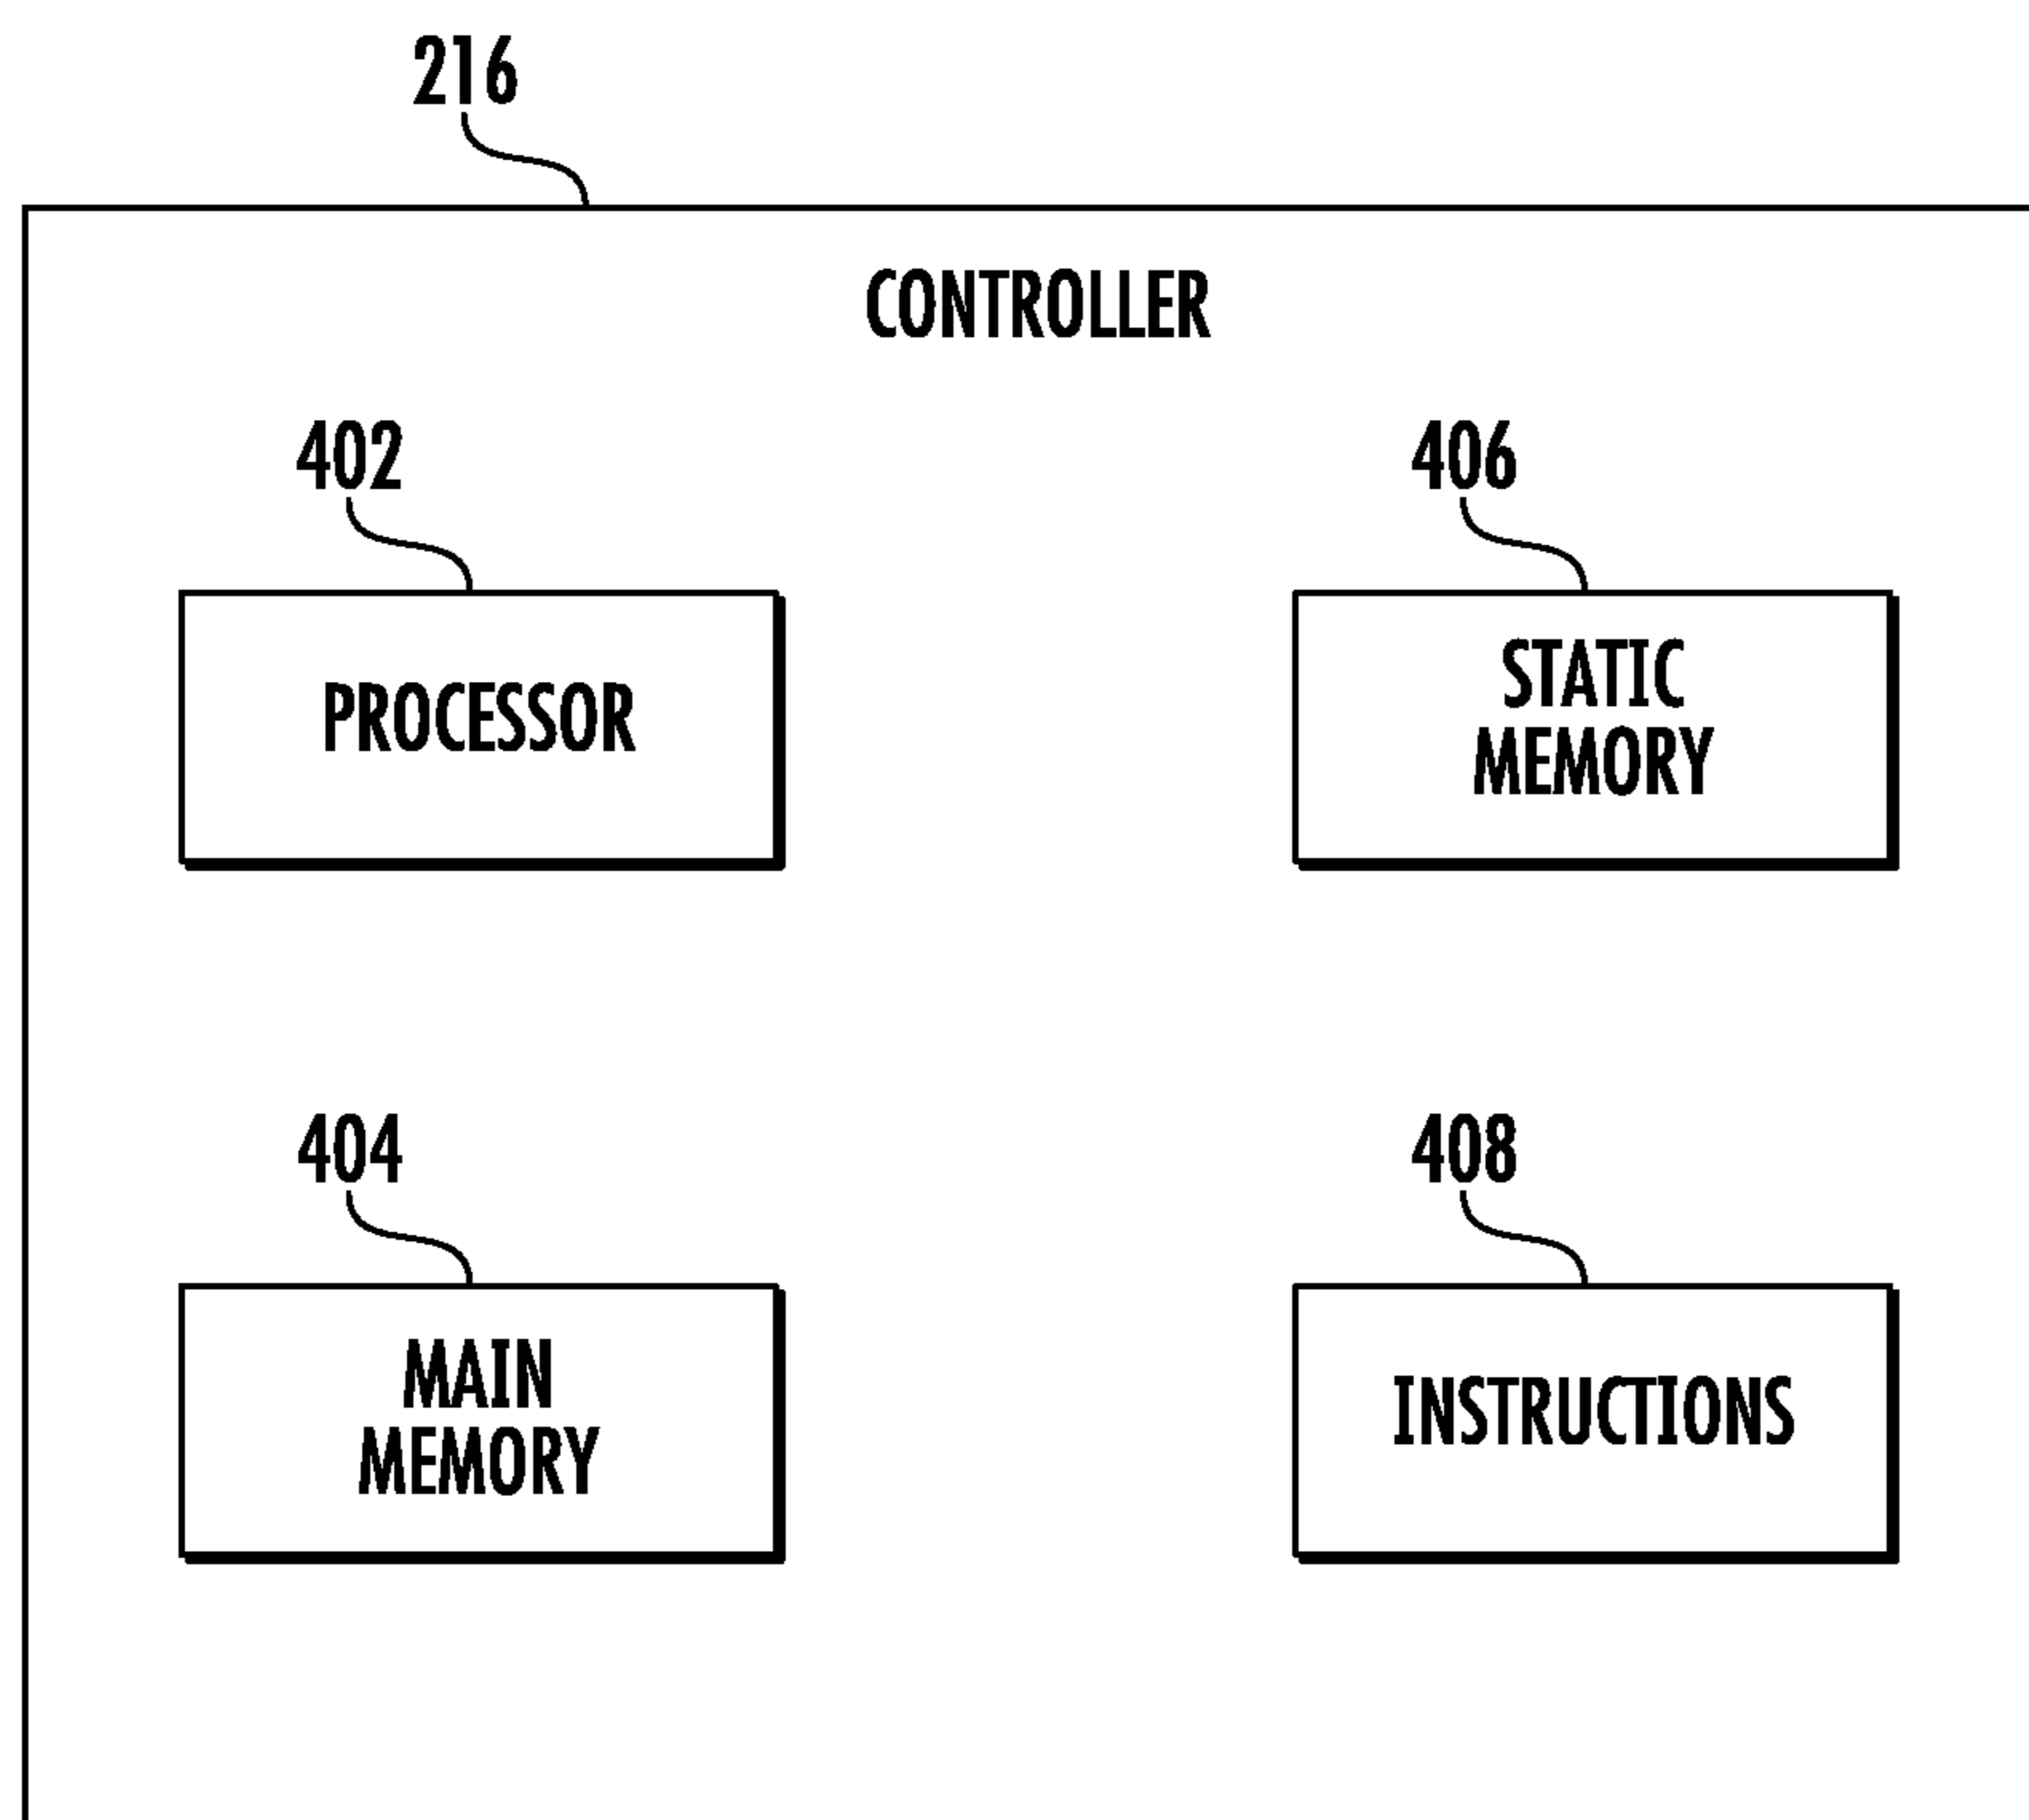 216
CONTROLLER
402
406
PROCESSOR
STATIC
MEMORY
404
408
MAIN
MEMORY
INSTRUCTIONS